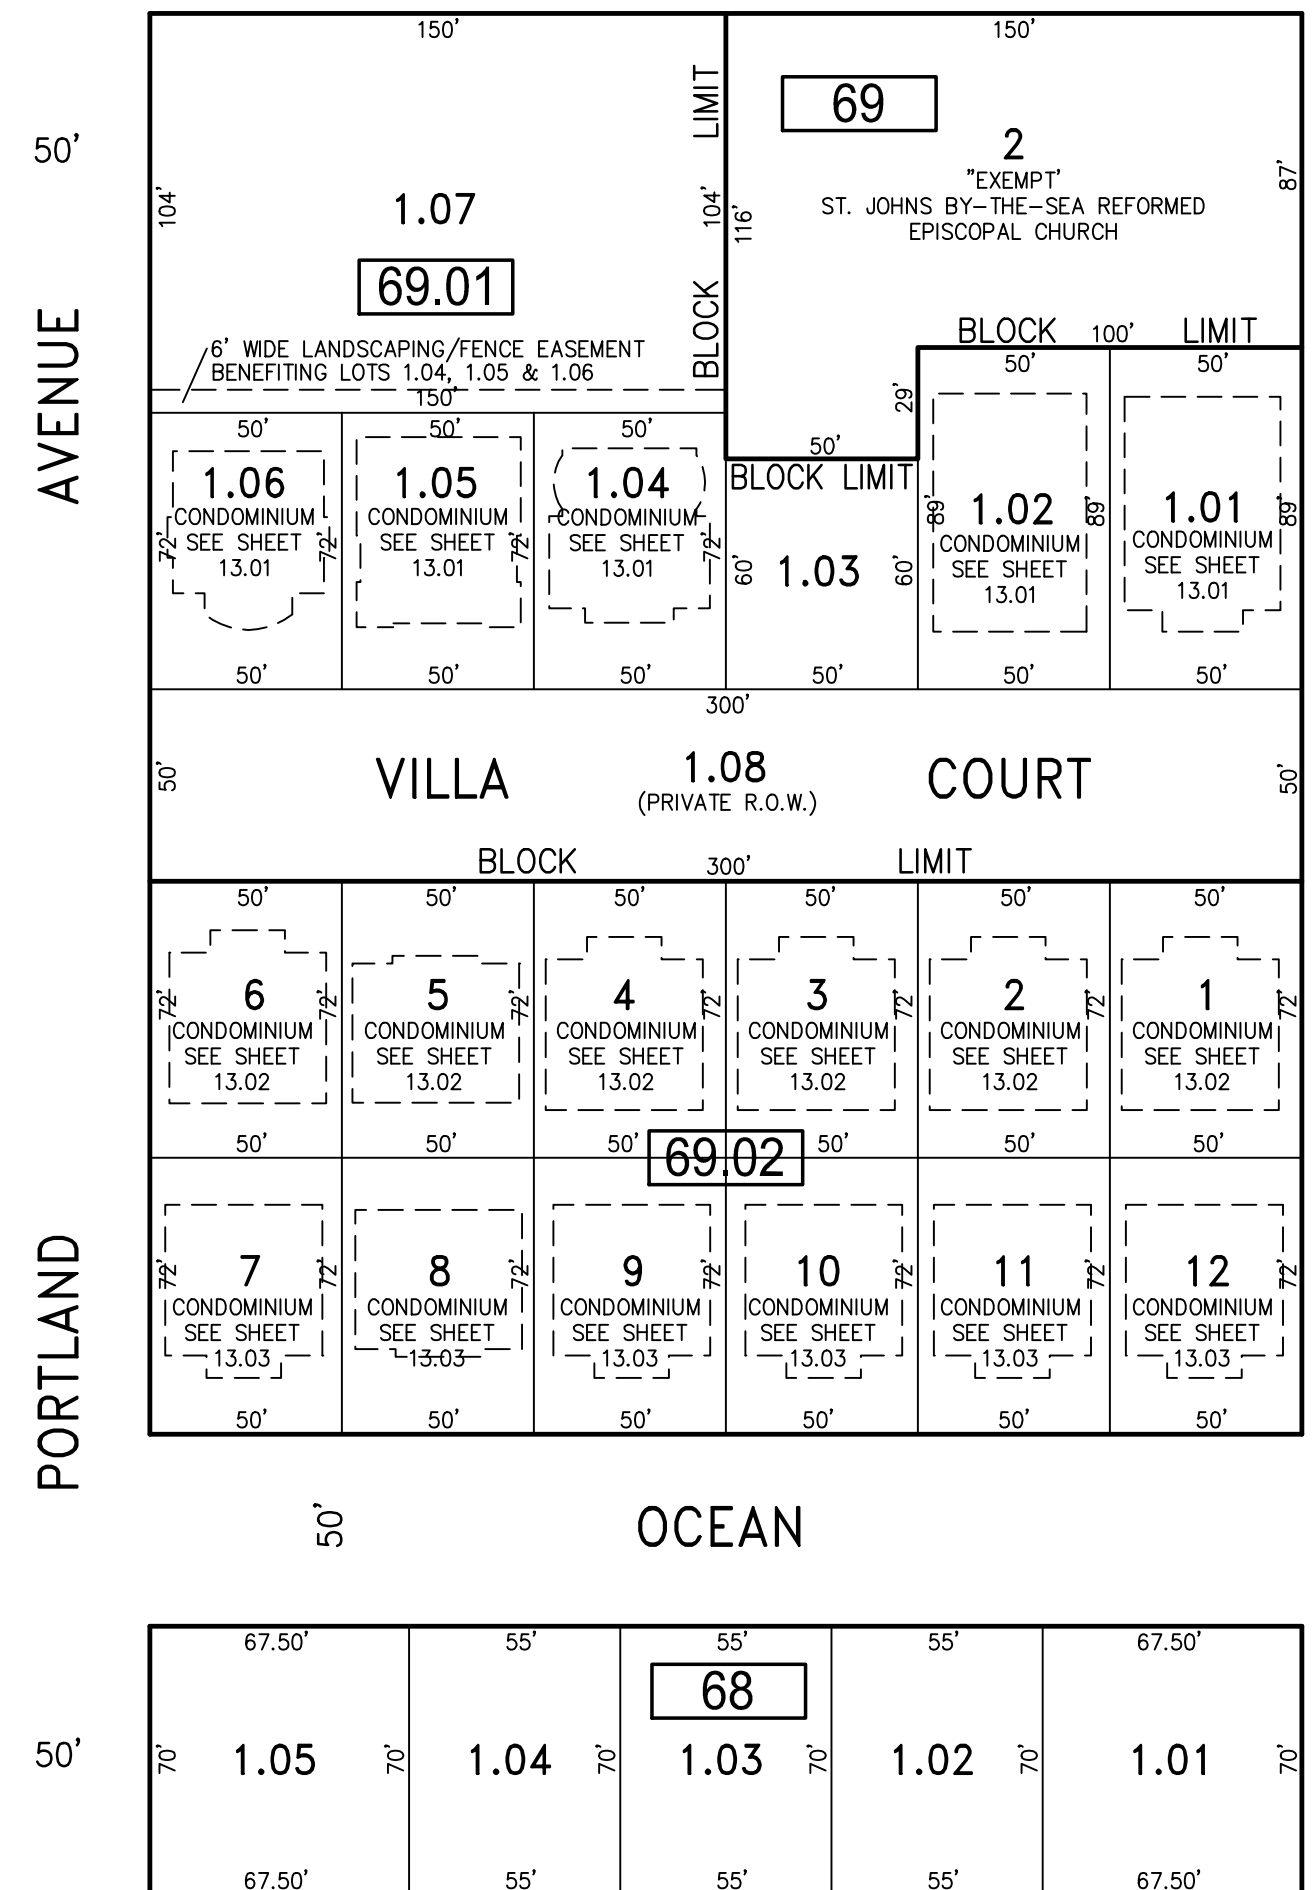 150'
150'
LIMIT
69
50'
2
"EXEMPT'
ST. JOHNS BY-THE-SEA REFORMED
EPISCOPAL CHURCH
87'
104'
1.07
104'
116'
69.01
BLOCK
AVENUE
BLOCK
100'
LIMIT
6' WIDE LANDSCAPING/FENCE EASEMENT
BENEFITING LOTS 1.04, 1.05 & 1.06
150'
50'
50'
29'
50'
50'
50'
50'
BLOCK LIMIT
1.06
CONDOMINIUM
SEE SHEET
13.01
72'
72'
1.05
CONDOMINIUM
SEE SHEET
13.01
72'
1.04
CONDOMINIUM
SEE SHEET
13.01
72'
60'
1.03
60'
89'
1.02
CONDOMINIUM
SEE SHEET
13.01
89'
1.01
CONDOMINIUM
SEE SHEET
13.01
89'
50'
50'
50'
50'
50'
50'
300'
50'
VILLA
1.08
(PRIVATE R.O.W.)
COURT
50'
BLOCK
300'
LIMIT
50'
50'
50'
50'
50'
50'
72'
6
CONDOMINIUM
SEE SHEET
13.02
72'
5
CONDOMINIUM
SEE SHEET
13.02
72'
4
CONDOMINIUM
SEE SHEET
13.02
72'
3
CONDOMINIUM
SEE SHEET
13.02
72'
2
CONDOMINIUM
SEE SHEET
13.02
72'
1
CONDOMINIUM
SEE SHEET
13.02
72'
50'
50'
50'
69.02
50'
50'
50'
PORTLAND
72'
7
CONDOMINIUM
SEE SHEET
13.03
72'
8
CONDOMINIUM
SEE SHEET
13.03
72'
9
CONDOMINIUM
SEE SHEET
13.03
72'
10
CONDOMINIUM
SEE SHEET
13.03
72'
11
CONDOMINIUM
SEE SHEET
13.03
72'
12
CONDOMINIUM
SEE SHEET
13.03
72'
50'
50'
50'
50'
50'
50'
50'
OCEAN
67.50'
55'
55'
55'
67.50'
68
50'
70'
1.05
70'
1.04
70'
1.03
70'
1.02
70'
1.01
70'
67.50'
55'
55'
55'
67.50'